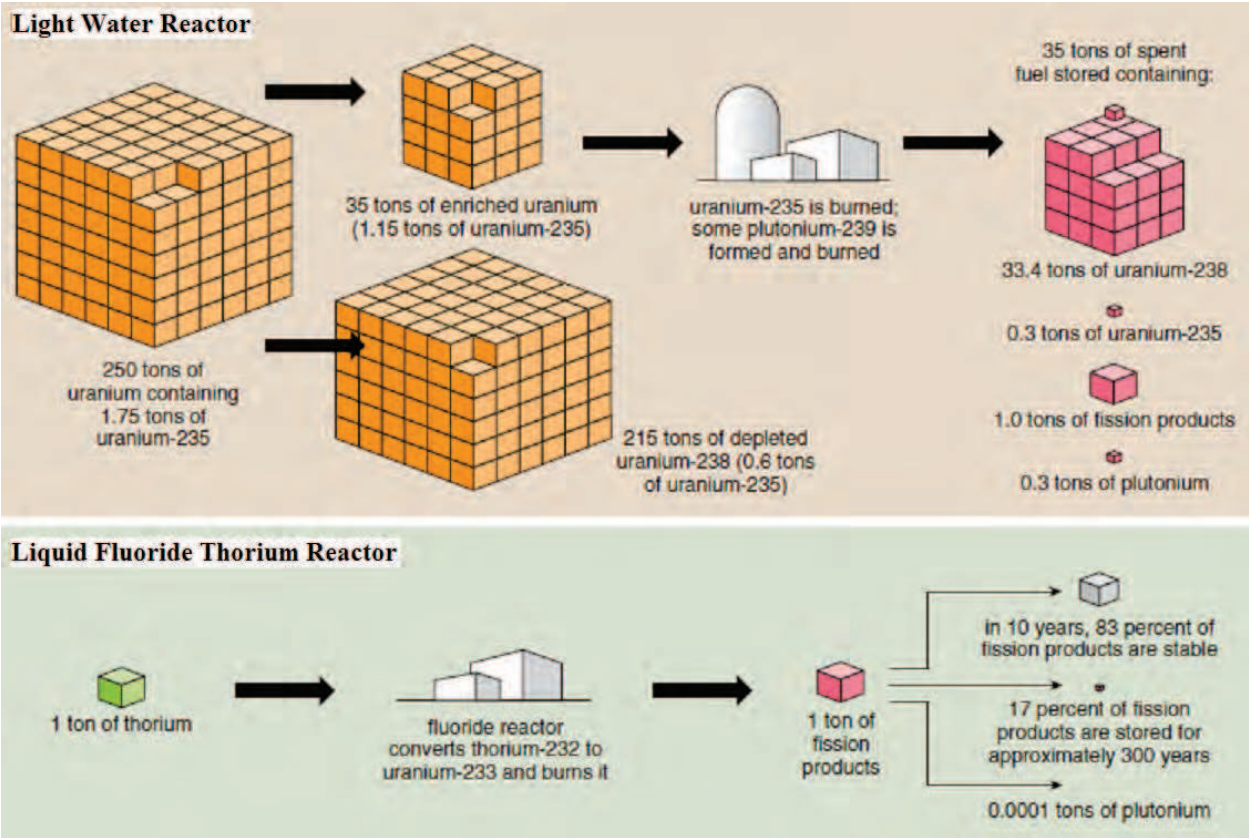 Light Water Reactor
35 tons of enriched uranium
(1.15 tons of uranium-235)
250 tons of
uranium containing
1.75 tons of
uranium-235
215 tons of depleted
uranium-238 (0.6 tons
of uranium-235)
uranium-235 is burned;
some plutonium-239 is
formed and burned
35 tons of spent
fuel stored containing:
33.4 tons of uranium-238
0.3 tons of uranium-235
1.0 tons of fission products
0.3 tons of plutonium
Liquid Fluoride Thorium Reactor
1 ton of thorium
fluoride reactor
converts thorium-232 to
uranium-233 and burns it
1 ton of
fission
products
in 10 years, 83 percent of
fission products are stable
17 percent of fission
products are stored for
approximately 300 years
0.0001 tons of plutonium